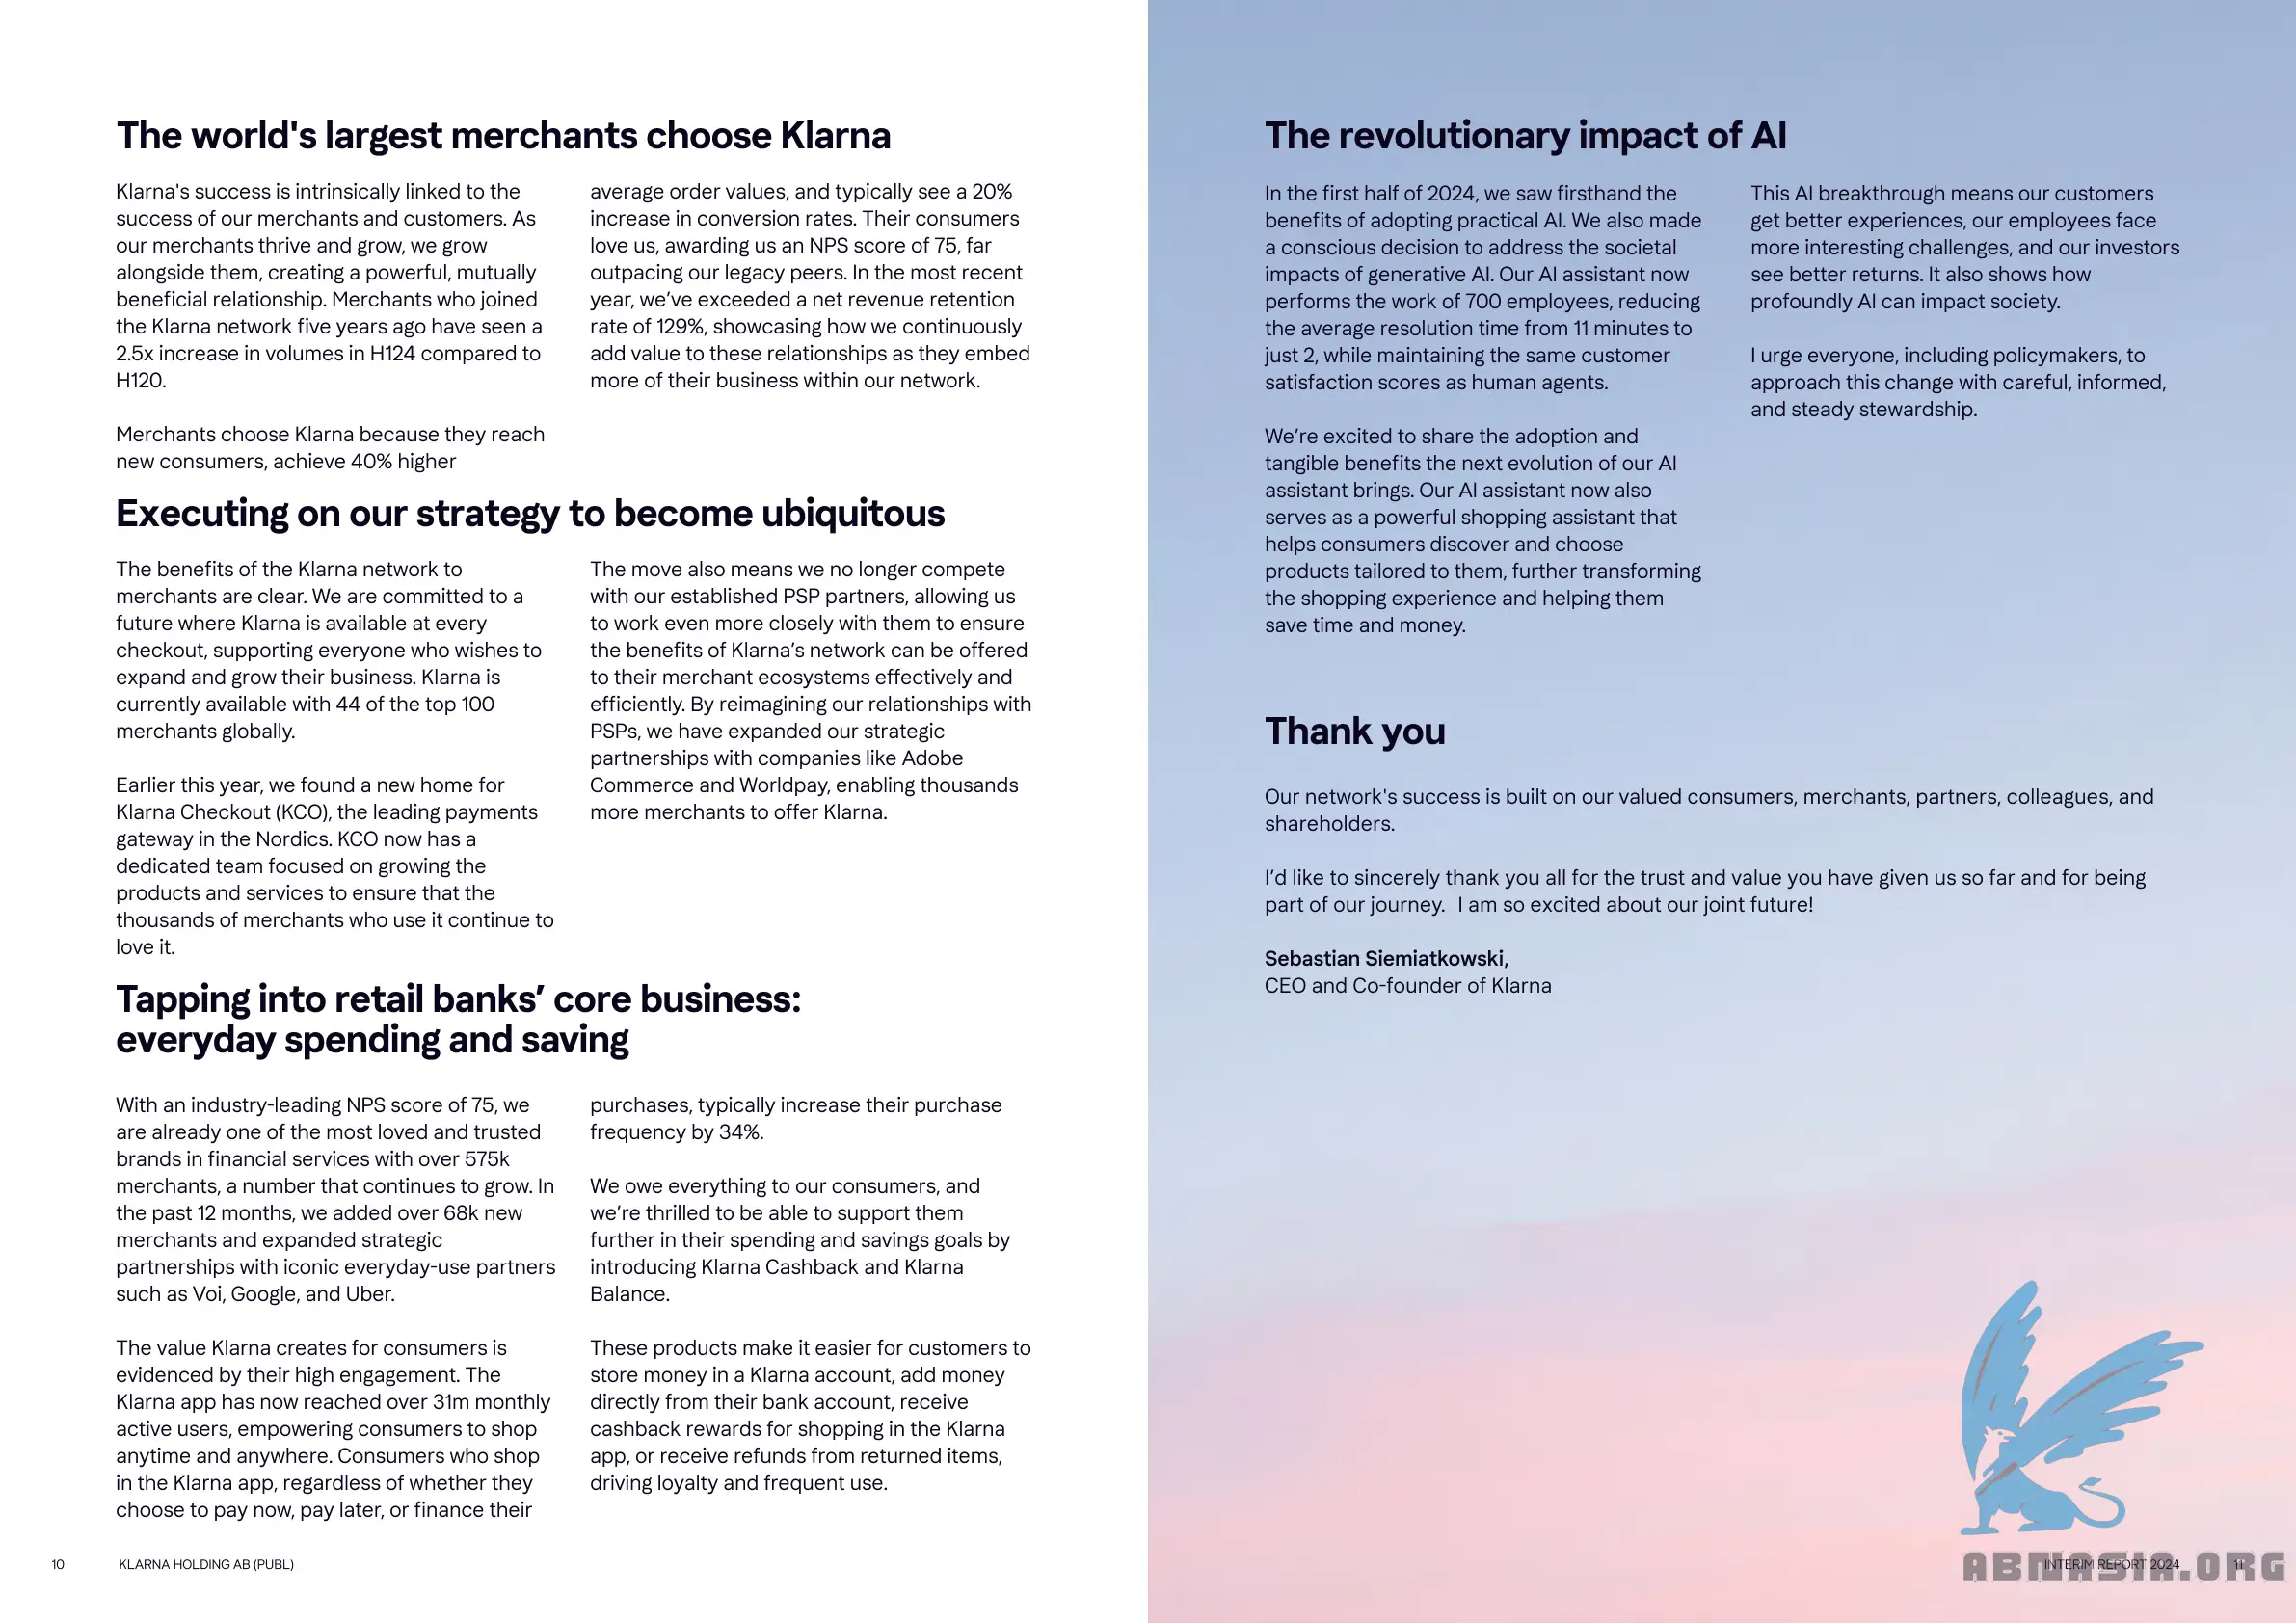 The world's largest merchants choose Klarna
Klarna's success is intrinsically linked to the
success of our merchants and customers. As
our merchants thrive and grow, we grow
alongside them, creating a powerful, mutually
beneficial relationship. Merchants who joined
the Klarna network five years ago have seen a
2.5x increase in volumes in H124 compared to
H120.
Merchants choose Klarna because they reach
new consumers, achieve 40% higher
average order values, and typically see a 20%
increase in conversion rates. Their consumers
love us, awarding us an NPS score of 75, far
outpacing our legacy peers. In the most recent
year, we’ve exceeded a net revenue retention
rate of 129%, showcasing how we continuously
add value to these relationships as they embed
more of their business within our network.
Executing on our strategy to become ubiquitous
The benefits of the Klarna network to
merchants are clear. We are committed to a
future where Klarna is available at every
checkout, supporting everyone who wishes to
expand and grow their business. Klarna is
currently available with 44 of the top 100
merchants globally.
Earlier this year, we found a new home for
Klarna Checkout (KCO), the leading payments
gateway in the Nordics. KCO now has a
dedicated team focused on growing the
products and services to ensure that the
thousands of merchants who use it continue to
love it.
The move also means we no longer compete
with our established PSP partners, allowing us
to work even more closely with them to ensure
the benefits of Klarna’s network can be offered
to their merchant ecosystems effectively and
efficiently. By reimagining our relationships with
PSPs, we have expanded our strategic
partnerships with companies like Adobe
Commerce and Worldpay, enabling thousands
more merchants to offer Klarna.
Tapping into retail banks’ core business:
everyday spending and saving
With an industry-leading NPS score of 75, we
are already one of the most loved and trusted
brands in financial services with over 575k
merchants, a number that continues to grow. In
the past 12 months, we added over 68k new
merchants and expanded strategic
partnerships with iconic everyday-use partners
such as Voi, Google, and Uber.
The value Klarna creates for consumers is
evidenced by their high engagement. The
Klarna app has now reached over 31m monthly
active users, empowering consumers to shop
anytime and anywhere. Consumers who shop
in the Klarna app, regardless of whether they
choose to pay now, pay later, or finance their
purchases, typically increase their purchase
frequency by 34%.
We owe everything to our consumers, and
we’re thrilled to be able to support them
further in their spending and savings goals by
introducing Klarna Cashback and Klarna
Balance.
These products make it easier for customers to
store money in a Klarna account, add money
directly from their bank account, receive
cashback rewards for shopping in the Klarna
app, or receive refunds from returned items,
driving loyalty and frequent use.
10 KLARNA HOLDING AB (PUBL)
The revolutionary impact of AI
In the first half of 2024, we saw firsthand the
benefits of adopting practical AI. We also made
a conscious decision to address the societal
impacts of generative AI. Our AI assistant now
performs the work of 700 employees, reducing
the average resolution time from 11 minutes to
just 2, while maintaining the same customer
satisfaction scores as human agents.
We’re excited to share the adoption and
tangible benefits the next evolution of our AI
assistant brings. Our AI assistant now also
serves as a powerful shopping assistant that
helps consumers discover and choose
products tailored to them, further transforming
the shopping experience and helping them
save time and money.
This AI breakthrough means our customers
get better experiences, our employees face
more interesting challenges, and our investors
see better returns. It also shows how
profoundly AI can impact society.
I urge everyone, including policymakers, to
approach this change with careful, informed,
and steady stewardship.
Thank you
Our network's success is built on our valued consumers, merchants, partners, colleagues, and
shareholders.
I’d like to sincerely thank you all for the trust and value you have given us so far and for being
part of our journey.  I am so excited about our joint future!
Sebastian Siemiatkowski,
CEO and Co-founder of Klarna
INTERIM REPORT 2024 11
ABNASIA.ORG